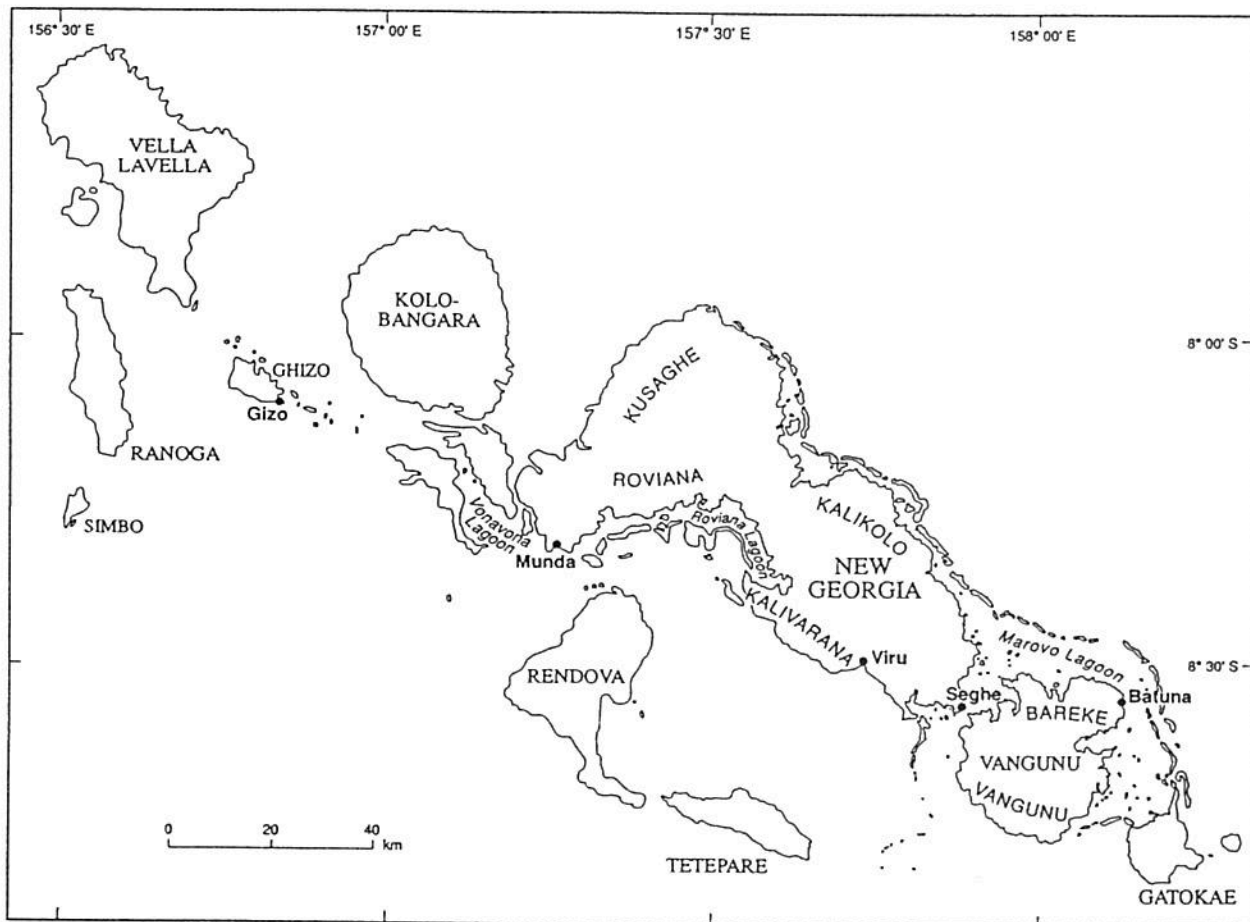 156° 30' E
157° 00' E
157° 30' E
158° 00' E
VELLA
LAVELLA
KOLO-
BANGARA
8° 00' S
KUSAGHE
GHIZO
Gizo
RANOGA
ROVIANA
SIMBO
Vonavona
Lagoon
Roviana Lagoon
KALIKOLO
Munda
NEW
GEORGIA
KALIVARANA
Marovo Lagoon
Viru
8° 30' S
RENDOVA
Seghe
Batuna
BAREKE
VANGUNU
VANGUNU
0 20 40
km
TETEPARE
GATOKAE